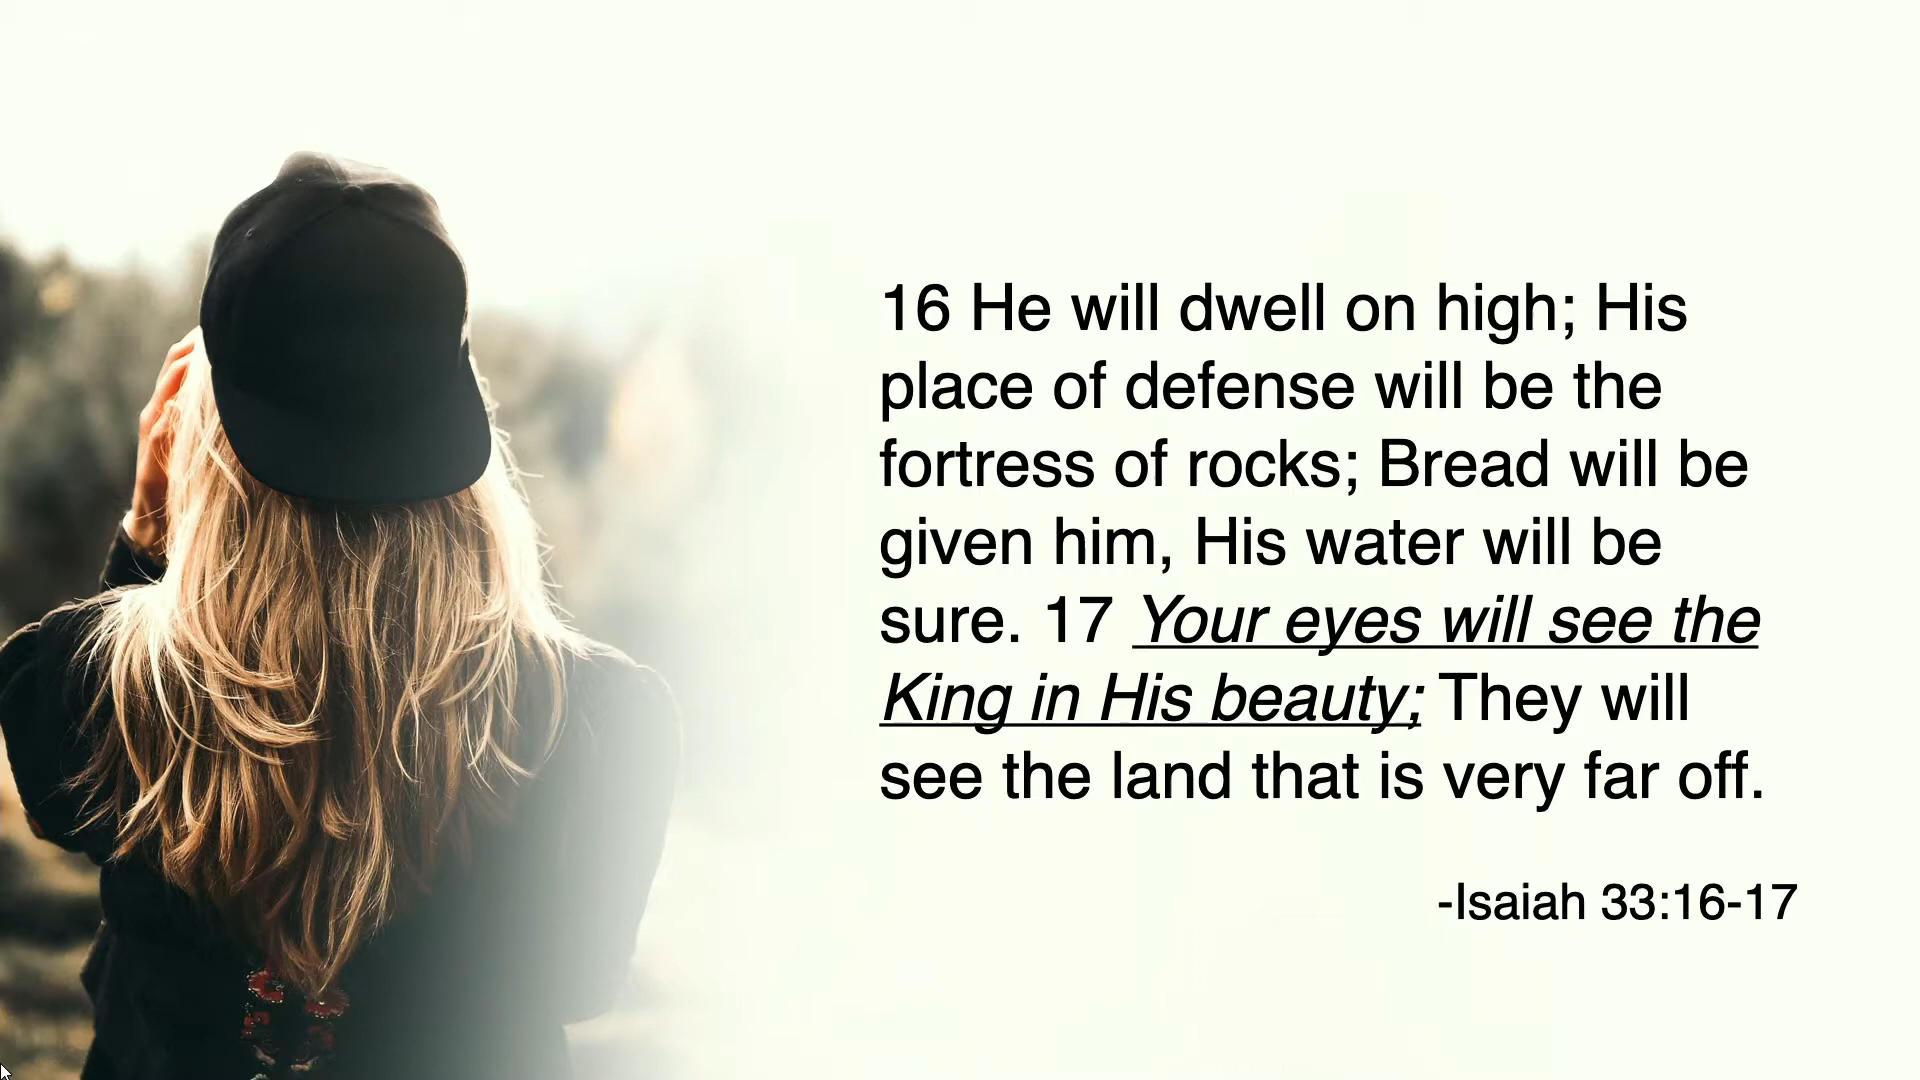 16 He will dwell on high; His
place of defense will be the
fortress of rocks; Bread will be
given him, His water will be
sure. 17 Your eyes will see the
King in His beauty; They will
see the land that is very far off.
-Isaiah 33:16-17